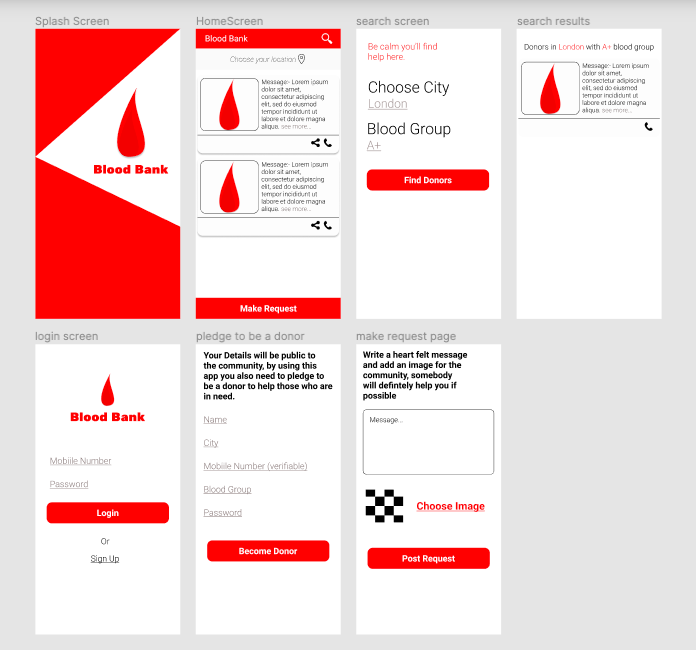 Splash Screen
Blood Bank
HomeScreen
Blood Bank
Choose your location
Message:- Lorem ipsum
dolor sit amet,
consectetur adipiscing
elit, sed do eiusmod
tempor incididunt ut
labore et dolore magna
aliqua. see more...
Message:- Lorem ipsum
dolor sit amet,
consectetur adipiscing
elit, sed do eiusmod
tempor incididunt ut
labore et dolore magna
aliqua. see more...
Make Request
search screen
Be calm you'll find
help here.
Choose City
London
Blood Group
A+
Find Donors
search results
Donors in London with A+ blood group
Message:- Lorem ipsum
dolor sit amet,
consectetur adipiscing
elit, sed do eiusmod
tempor incididunt ut
labore et dolore magna
aliqua. see more...
login screen
Blood Bank
Mobiile Number
Password
Login
Or
Sign Up
pledge to be a donor
Your Details will be public to
the community, by using this
app you also need to pledge to
be a donor to help those who are
in need.
Name
City
Mobiile Number (verifiable)
Blood Group
Password
Become Donor
make request page
Write a heart felt message
and add an image for the
community, somebody
will defintely help you if
possible
Message...
Choose Image
Post Request